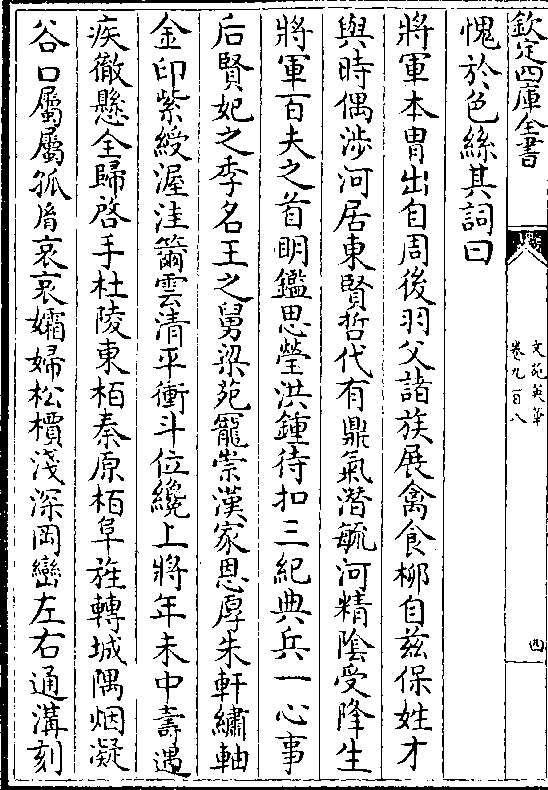 欽定四庫全書
愧於色絲其詞曰
將軍本胄出自周後羽父諸族展禽食栁自兹保姓才
與時偶涉河居東賢哲代有鼎氣潛毓河精隂受降生
將軍百夫之首明鑑思瑩洪鍾待扣三紀典兵一心事
后賢妃之季名王之舅梁苑寵崇漢家恩厚朱軒繡軸
金印紫綬渥洼籋雲清平衝斗位纔上將年未中壽遇
疾徹懸全歸啓手杜陵東栢秦原栢阜旌轉城隅烟凝
谷口屬屬孤胤哀哀孀婦松檟淺深岡巒左右通溝刻
文苑英華
卷九百八
四